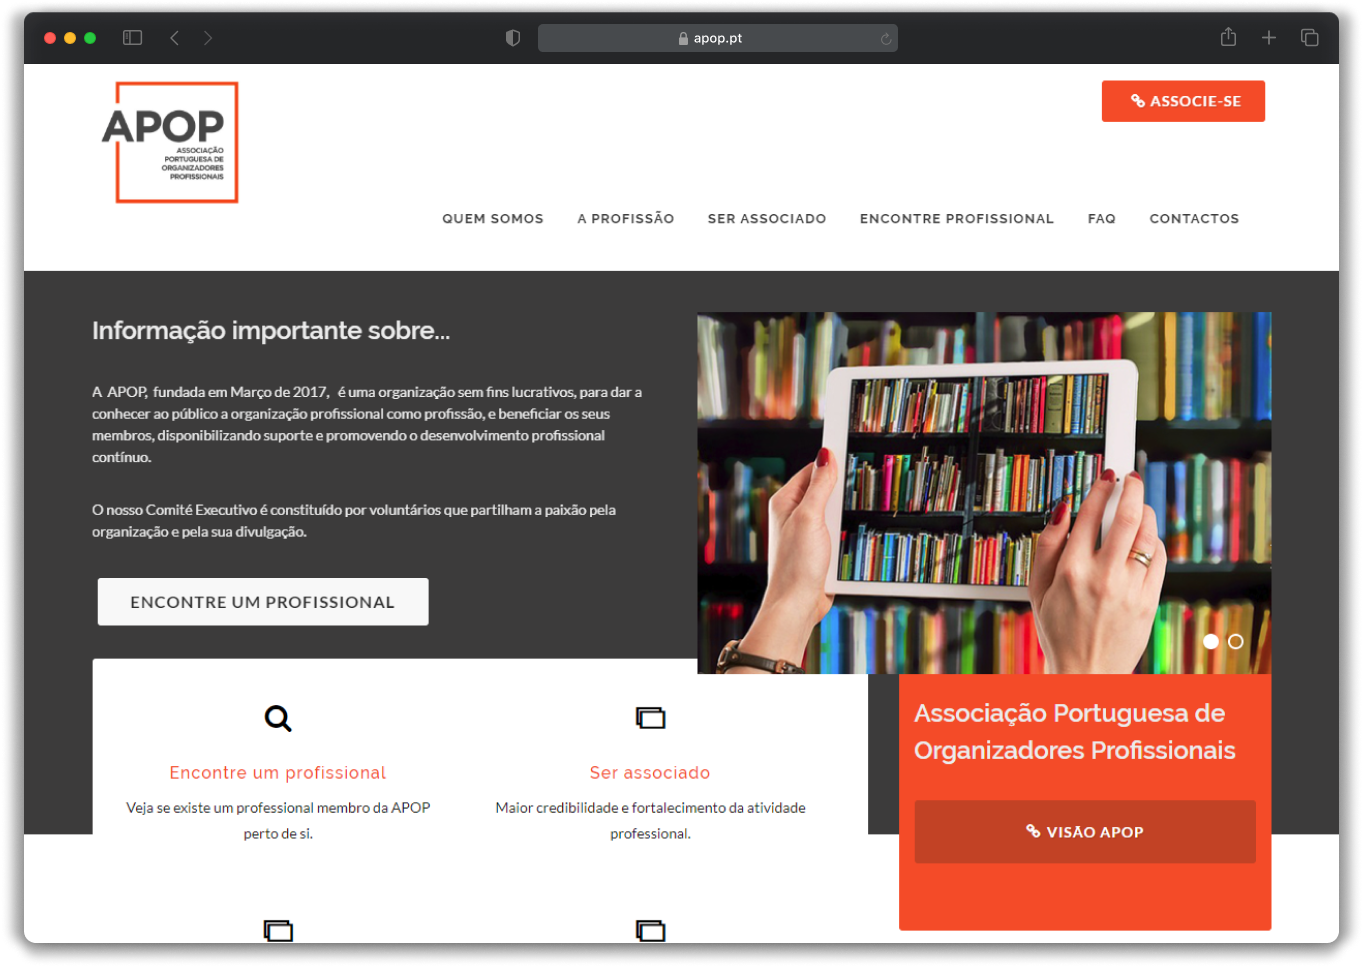 apop.pt
APOP
ASSOCIAÇÃO
PORTUGUESA DE
ORGANIZADORES
PROFISSIONAIS
ASSOCIE-SE
QUEM SOMOS
A PROFISSÃO
SER ASSOCIADO
ENCONTRE PROFISSIONAL
FAQ
CONTACTOS
Informação importante sobre...
A APOP, fundada em Março de 2017, é uma organização sem fins lucrativos, para dar a
conhecer ao público a organização profissional como profissão, e beneficiar os seus
membros, disponibilizando suporte e promovendo o desenvolvimento profissional
contínuo.
O nosso Comité Executivo é constituído por voluntários que partilham a paixão pela
organização e pela sua divulgação.
ENCONTRE UM PROFISSIONAL
Encontre um profissional
Veja se existe um professional membro da APOP
perto de si.
Ser associado
Maior credibilidade e fortalecimento da atividade
professional.
Associação Portuguesa de
Organizadores Profissionais
VISÃO APOP